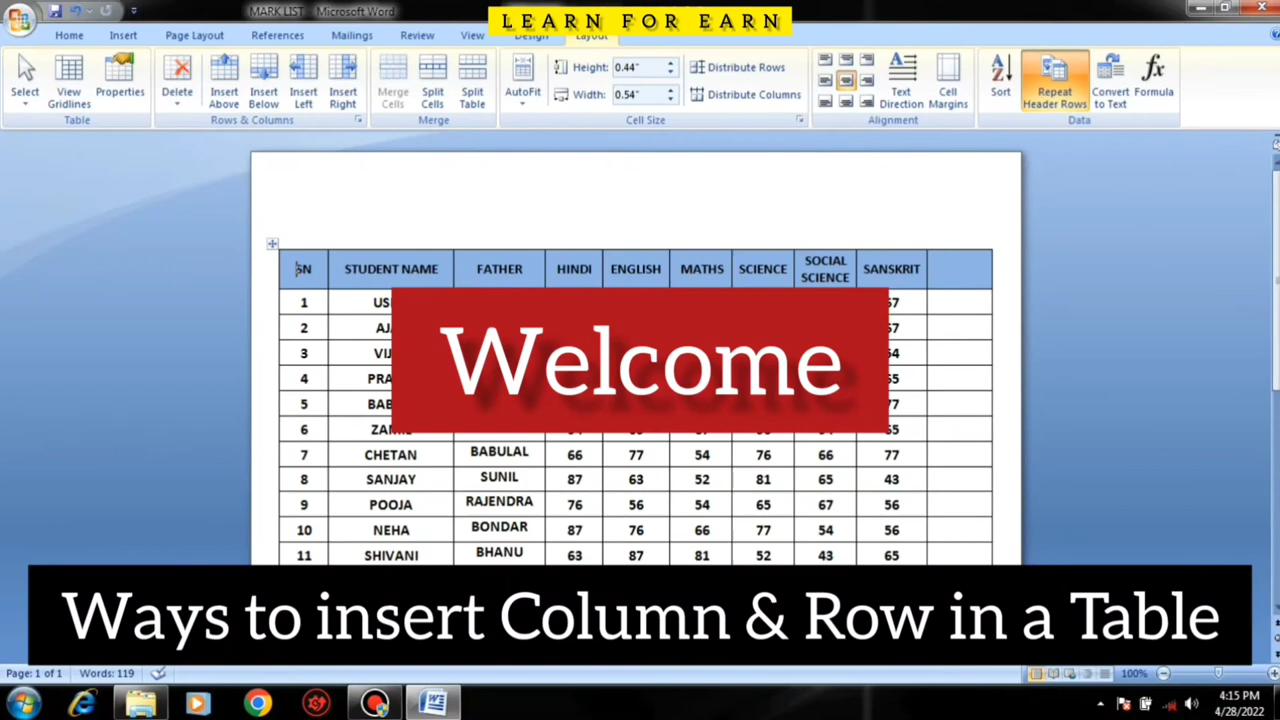 MARK LIST - Microsoft Word
LEARN FOR EARN
Home Insert Page Layout References Mailings Review View Design Layout
Select
View Gridlines
Properties
Delete
Insert Above
Insert Below
Insert Left
Insert Right
Merge Cells
Split Cells
Split Table
AutoFit
Height: 0.44"
Width: 0.54"
Distribute Rows
Distribute Columns
Text Direction
Cell Margins
Sort
Repeat Header Rows
Convert to Text
Formula
Table Rows & Columns Merge Cell Size Alignment Data
SN STUDENT NAME FATHER HINDI ENGLISH MATHS SCIENCE SOCIAL SCIENCE SANSKRIT
1
2
3
4
5
6
7 CHETAN BABULAL 66 77 54 76 66 77
8 SANJAY SUNIL 87 63 52 81 65 43
9 POOJA RAJENDRA 76 56 54 65 67 56
10 NEHA BONDAR 87 76 66 77 54 56
11 SHIVANI BHANU 63 87 81 52 43 65
Welcome
Ways to insert Column & Row in a Table
Page: 1 of 1 Words: 119 100%
4:15 PM
4/28/2022